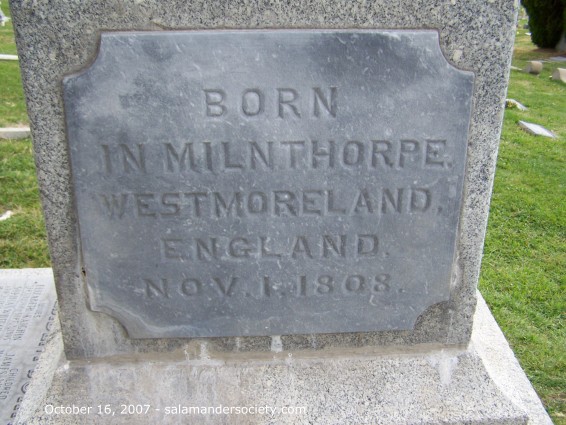 BORN
IN MILNTHORPE,
WESTMORELAND,
ENGLAND.
NOV. 1. 1808.
October 16, 2007 - salamandersociety.com